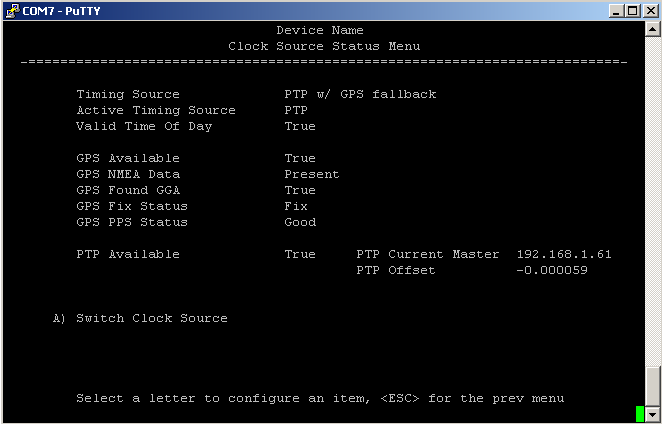 COM7 - PuTTY
Device Name
Clock Source Status Menu
Timing Source PTP w/ GPS fallback
Active Timing Source PTP
Valid Time Of Day True
GPS Available True
GPS NMEA Data Present
GPS Found GGA True
GPS Fix Status Fix
GPS PPS Status Good
PTP Available True PTP Current Master 192.168.1.61
PTP Offset -0.000059
A) Switch Clock Source
Select a letter to configure an item, <ESC> for the prev menu